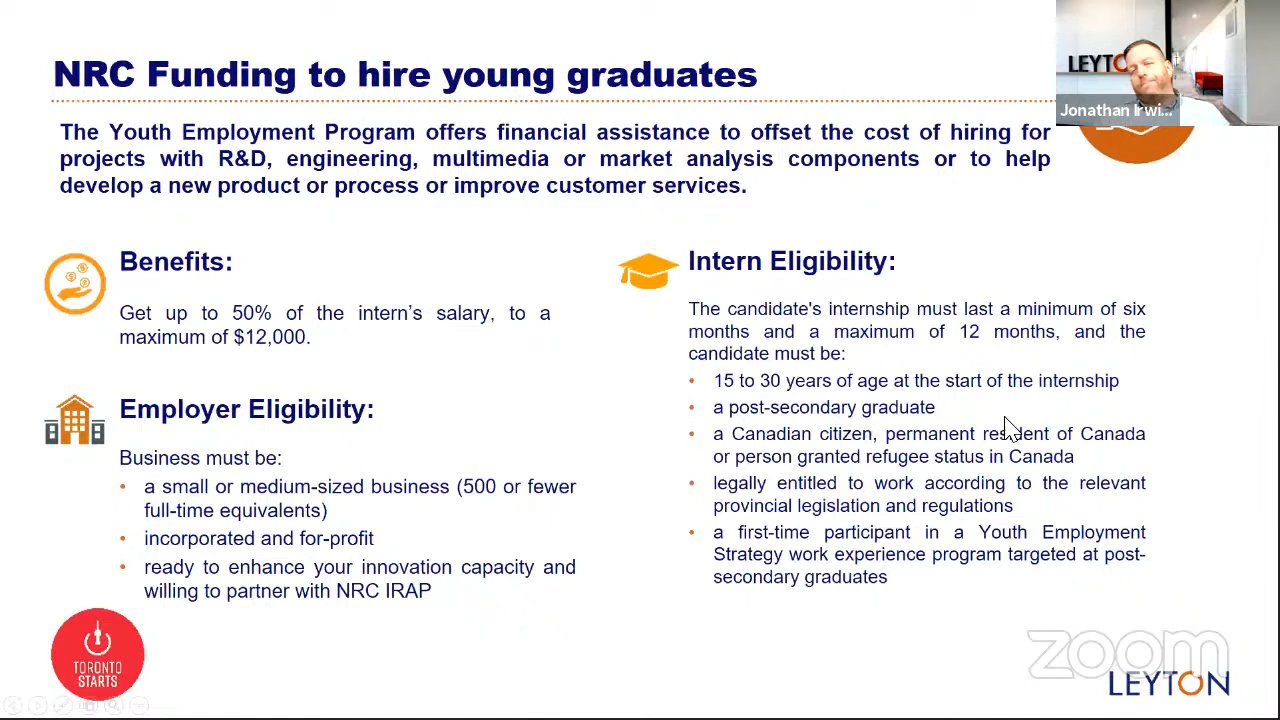 NRC Funding to hire young graduates
LEYTO
Jonathan Irwi...
The Youth Employment Program offers financial assistance to offset the cost of hiring for
projects with R&D, engineering, multimedia or market analysis components or to help
develop a new product or process or improve customer services.
Benefits:
Get up to 50% of the intern's salary, to a
maximum of $12,000.
Employer Eligibility:
Business must be:
• a small or medium-sized business (500 or fewer
full-time equivalents)
• incorporated and for-profit
• ready to enhance your innovation capacity and
willing to partner with NRC IRAP
Intern Eligibility:
The candidate's internship must last a minimum of six
months and a maximum of 12 months, and the
candidate must be:
• 15 to 30 years of age at the start of the internship
• a post-secondary graduate
• a Canadian citizen, permanent resident of Canada
or person granted refugee status in Canada
• legally entitled to work according to the relevant
provincial legislation and regulations
• a first-time participant in a Youth Employment
Strategy work experience program targeted at post-
secondary graduates
TORONTO
STARTS
zoom
LEYTON